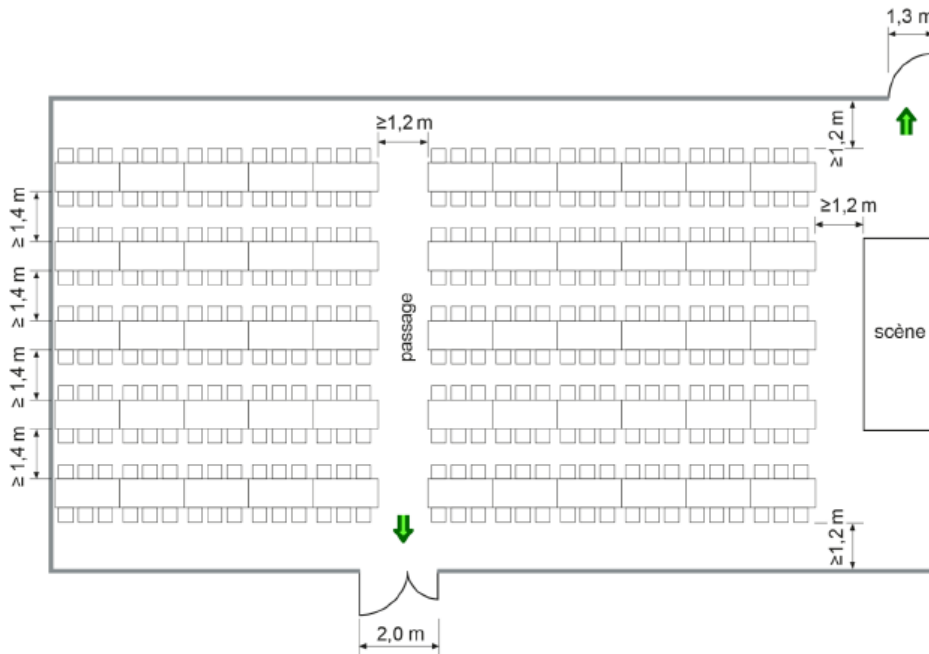 1,3 m
≥1,2 m
≥1,2 m
≥1,4 m
≥1,2 m
≥1,4 m
passage
scène
≥1,4 m
≥1,4 m
≥1,2 m
2,0 m